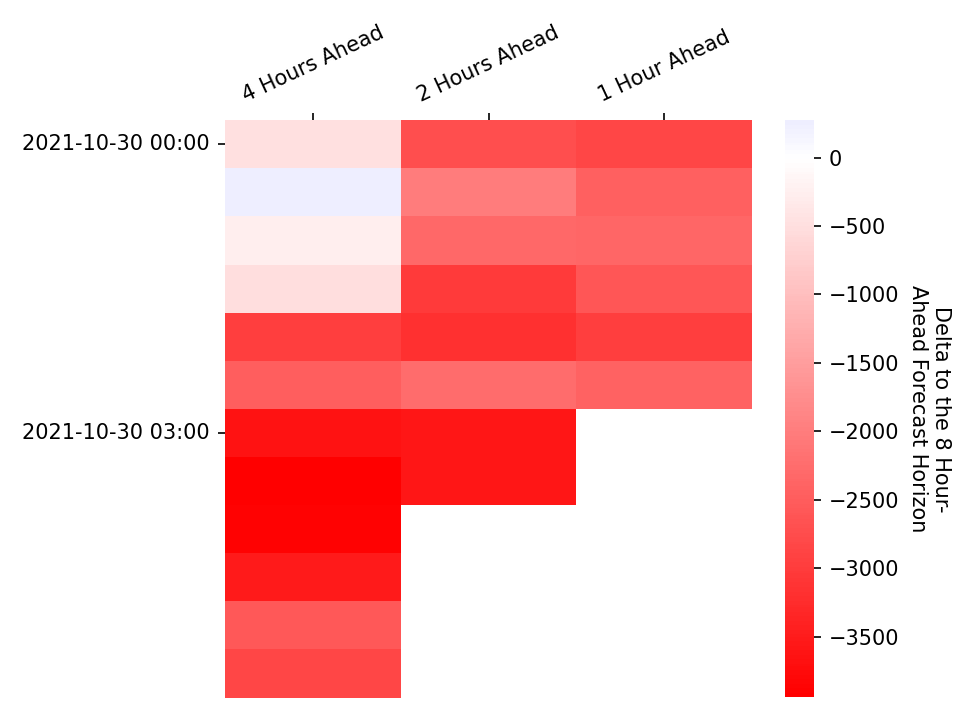 4 Hours Ahead
2 Hours Ahead
1 Hour Ahead
2021-10-30 00:00
2021-10-30 03:00
0
−500
−1000
−1500
−2000
−2500
−3000
−3500
Delta to the 8 Hour-
Ahead Forecast Horizon